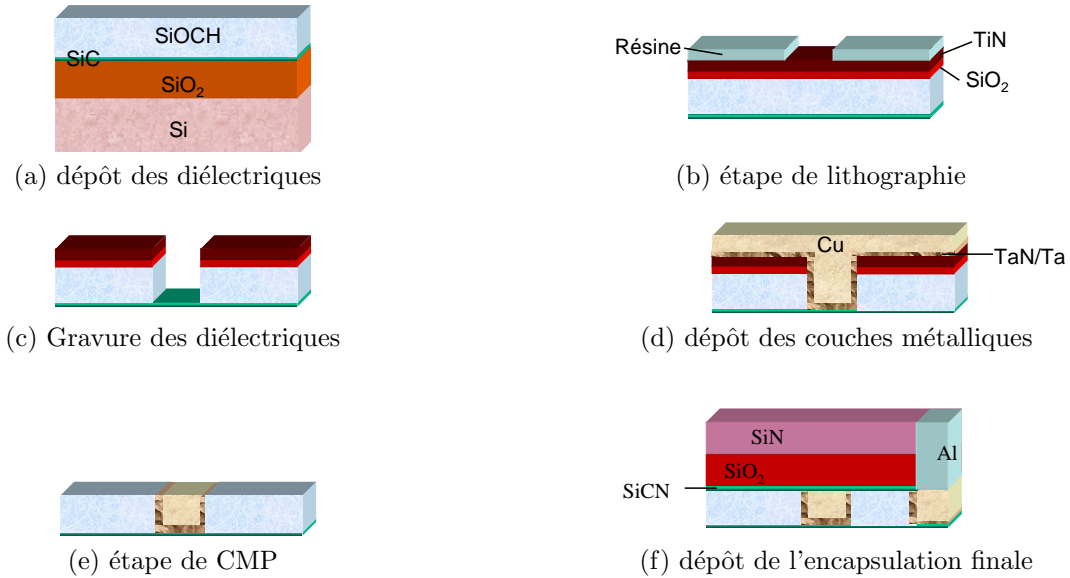 SiOCH
SiC
SiO₂
Si
(a) dépôt des diélectriques
Résine
TiN
SiO₂
(b) étape de lithographie
(c) Gravure des diélectriques
Cu
TaN/Ta
(d) dépôt des couches métalliques
(e) étape de CMP
SiN
Al
SiO₂
SiCN
(f) dépôt de l'encapsulation finale